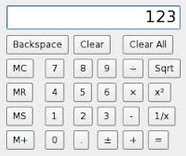 123
Backspace Clear Clear All
MC 7 8 9 ÷ Sqrt
MR 4 5 6 × x²
MS 1 2 3 - 1/x
M+ 0 . ± + =